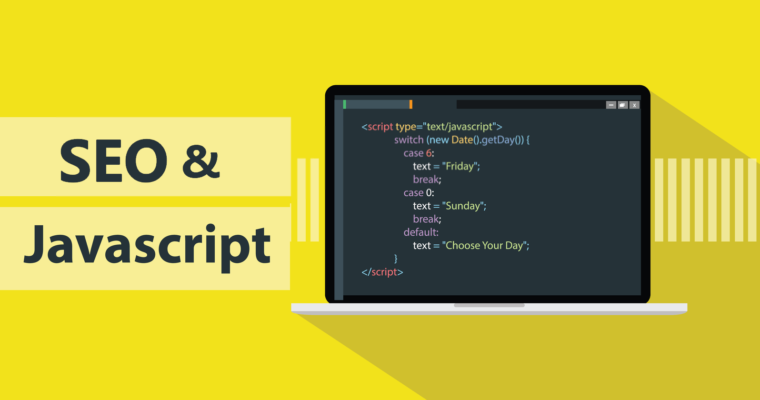 SEO &
Javascript
<script type="text/javascript">
switch (new Date().getDay()) {
case 6:
text = "Friday";
break;
case 0:
text = "Sunday";
break;
default:
text = "Choose Your Day";
}
</script>